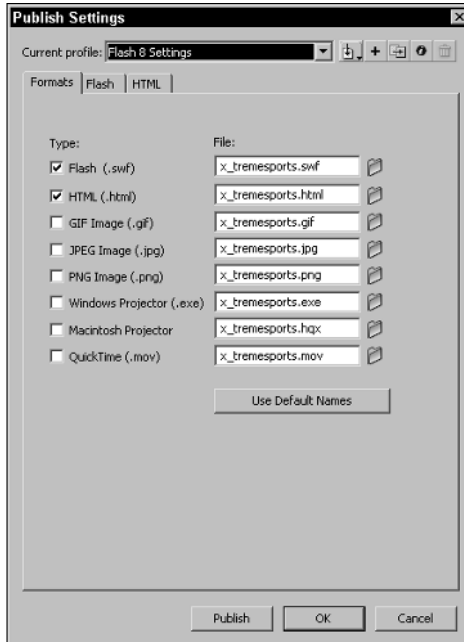 Publish Settings
Current profile: Flash 8 Settings
Formats Flash HTML
Type: File:
Flash (.swf) x_tremesports.swf
HTML (.html) x_tremesports.html
GIF Image (.gif) x_tremesports.gif
JPEG Image (.jpg) x_tremesports.jpg
PNG Image (.png) x_tremesports.png
Windows Projector (.exe) x_tremesports.exe
Macintosh Projector x_tremesports.hqx
QuickTime (.mov) x_tremesports.mov
Use Default Names
Publish OK Cancel